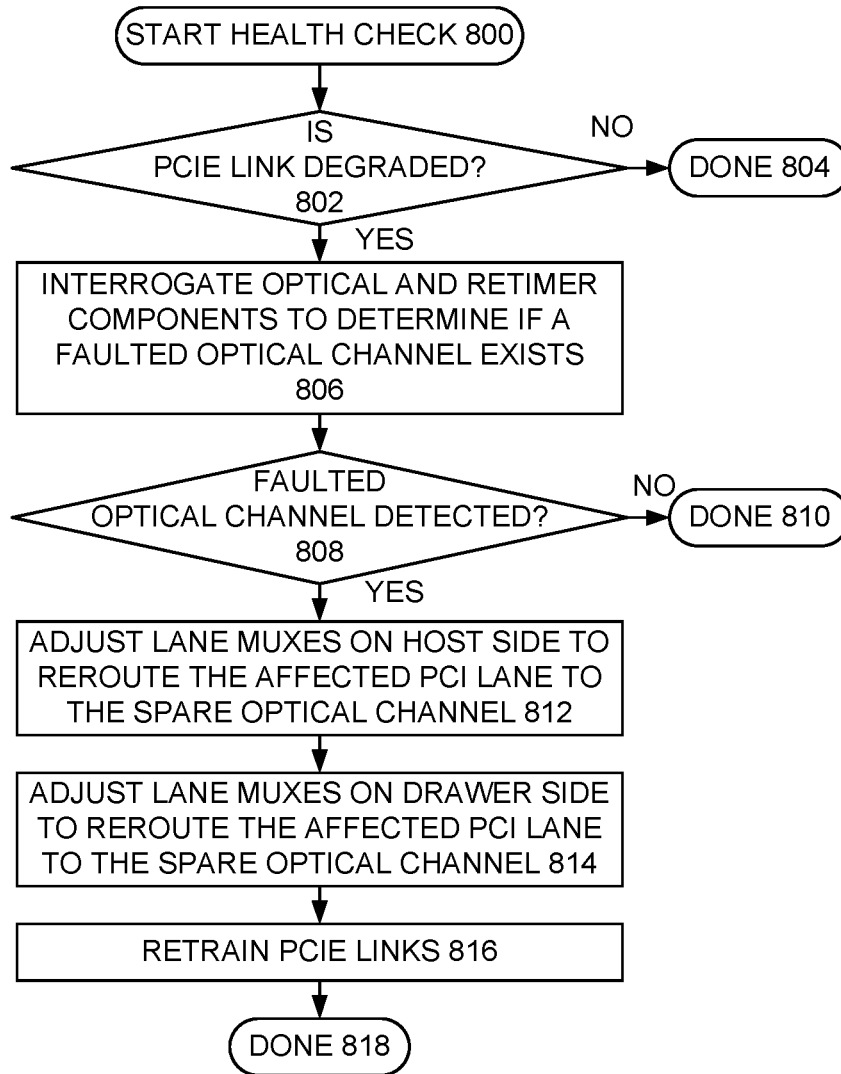 START HEALTH CHECK 800
IS
PCIE LINK DEGRADED?
802
NO
DONE 804
YES
INTERROGATE OPTICAL AND RETIMER
COMPONENTS TO DETERMINE IF A
FAULTED OPTICAL CHANNEL EXISTS
806
FAULTED
OPTICAL CHANNEL DETECTED?
808
NO
DONE 810
YES
ADJUST LANE MUXES ON HOST SIDE TO
REROUTE THE AFFECTED PCI LANE TO
THE SPARE OPTICAL CHANNEL 812
ADJUST LANE MUXES ON DRAWER SIDE
TO REROUTE THE AFFECTED PCI LANE
TO THE SPARE OPTICAL CHANNEL 814
RETRAIN PCIE LINKS 816
DONE 818